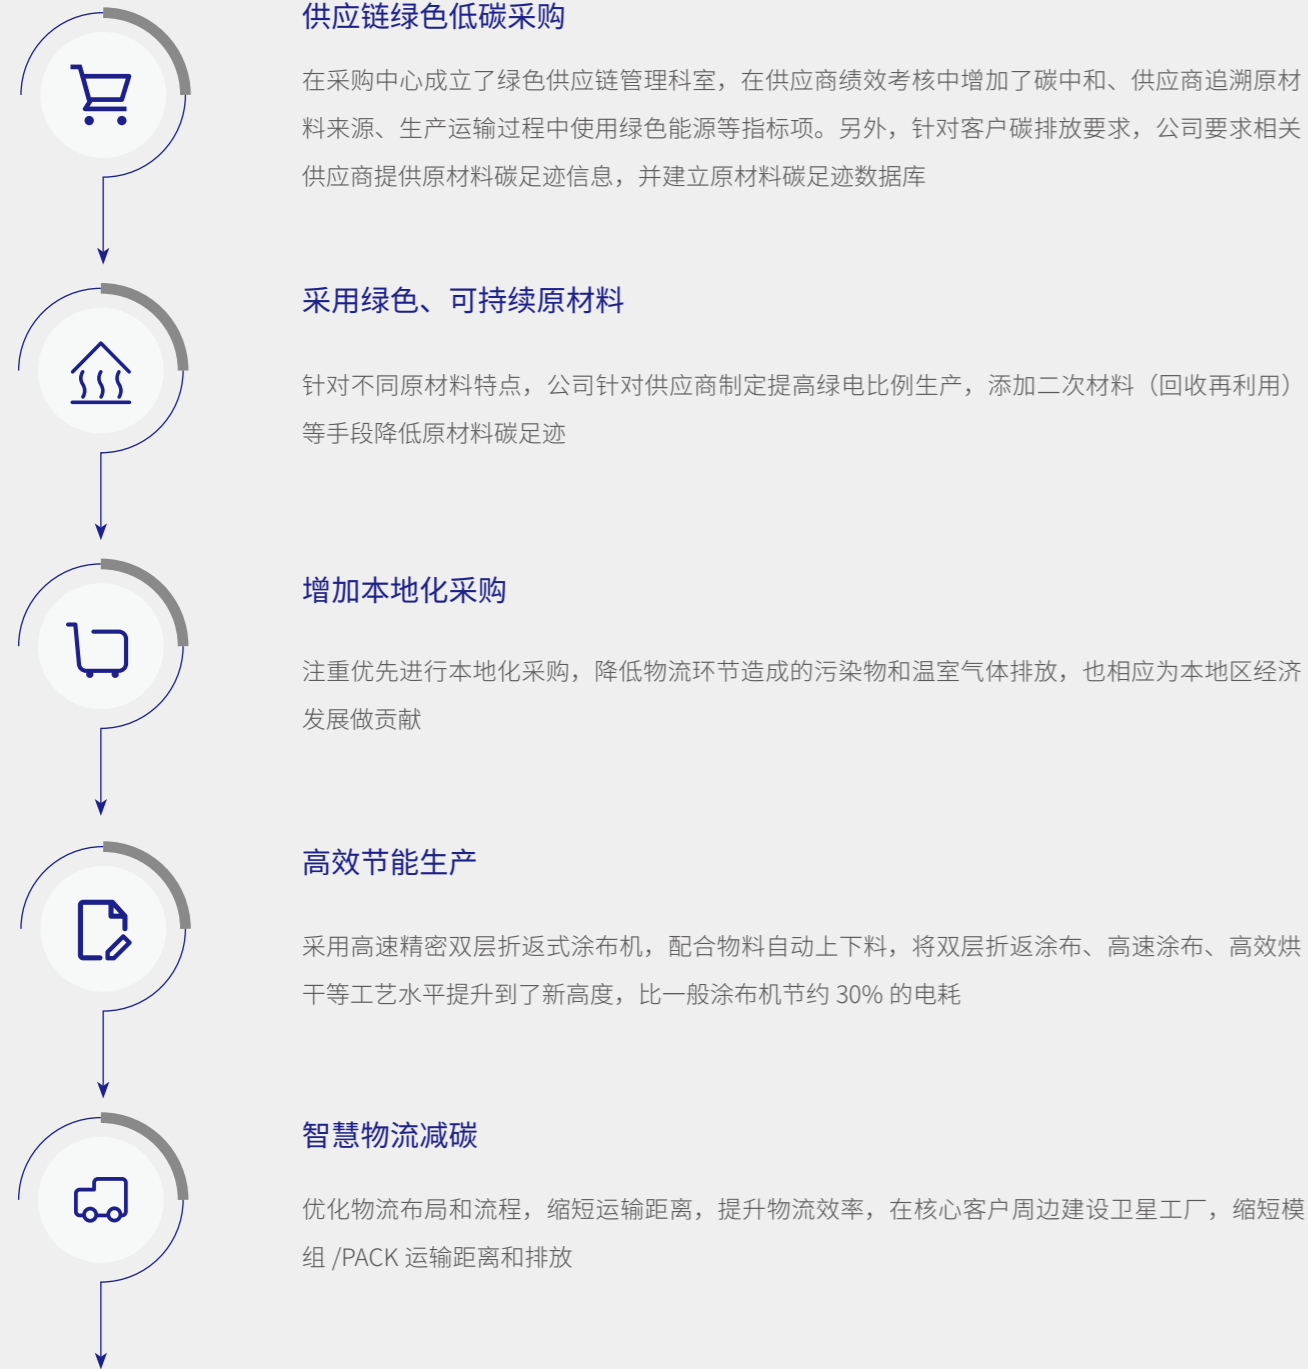 供应链绿色低碳采购
在采购中心成立了绿色供应链管理科室，在供应商绩效考核中增加了碳中和、供应商追溯原材
料来源、生产运输过程中使用绿色能源等指标项。另外，针对客户碳排放要求，公司要求相关
供应商提供原材料碳足迹信息，并建立原材料碳足迹数据库
采用绿色、可持续原材料
针对不同原材料特点，公司针对供应商制定提高绿电比例生产，添加二次材料（回收再利用）
等手段降低原材料碳足迹
增加本地化采购
注重优先进行本地化采购，降低物流环节造成的污染物和温室气体排放，也相应为本地区经济
发展做贡献
高效节能生产
采用高速精密双层折返式涂布机，配合物料自动上下料，将双层折返涂布、高速涂布、高效烘
干等工艺水平提升到了新高度，比一般涂布机节约 30% 的电耗
智慧物流减碳
优化物流布局和流程，缩短运输距离，提升物流效率，在核心客户周边建设卫星工厂，缩短模
组 /PACK 运输距离和排放